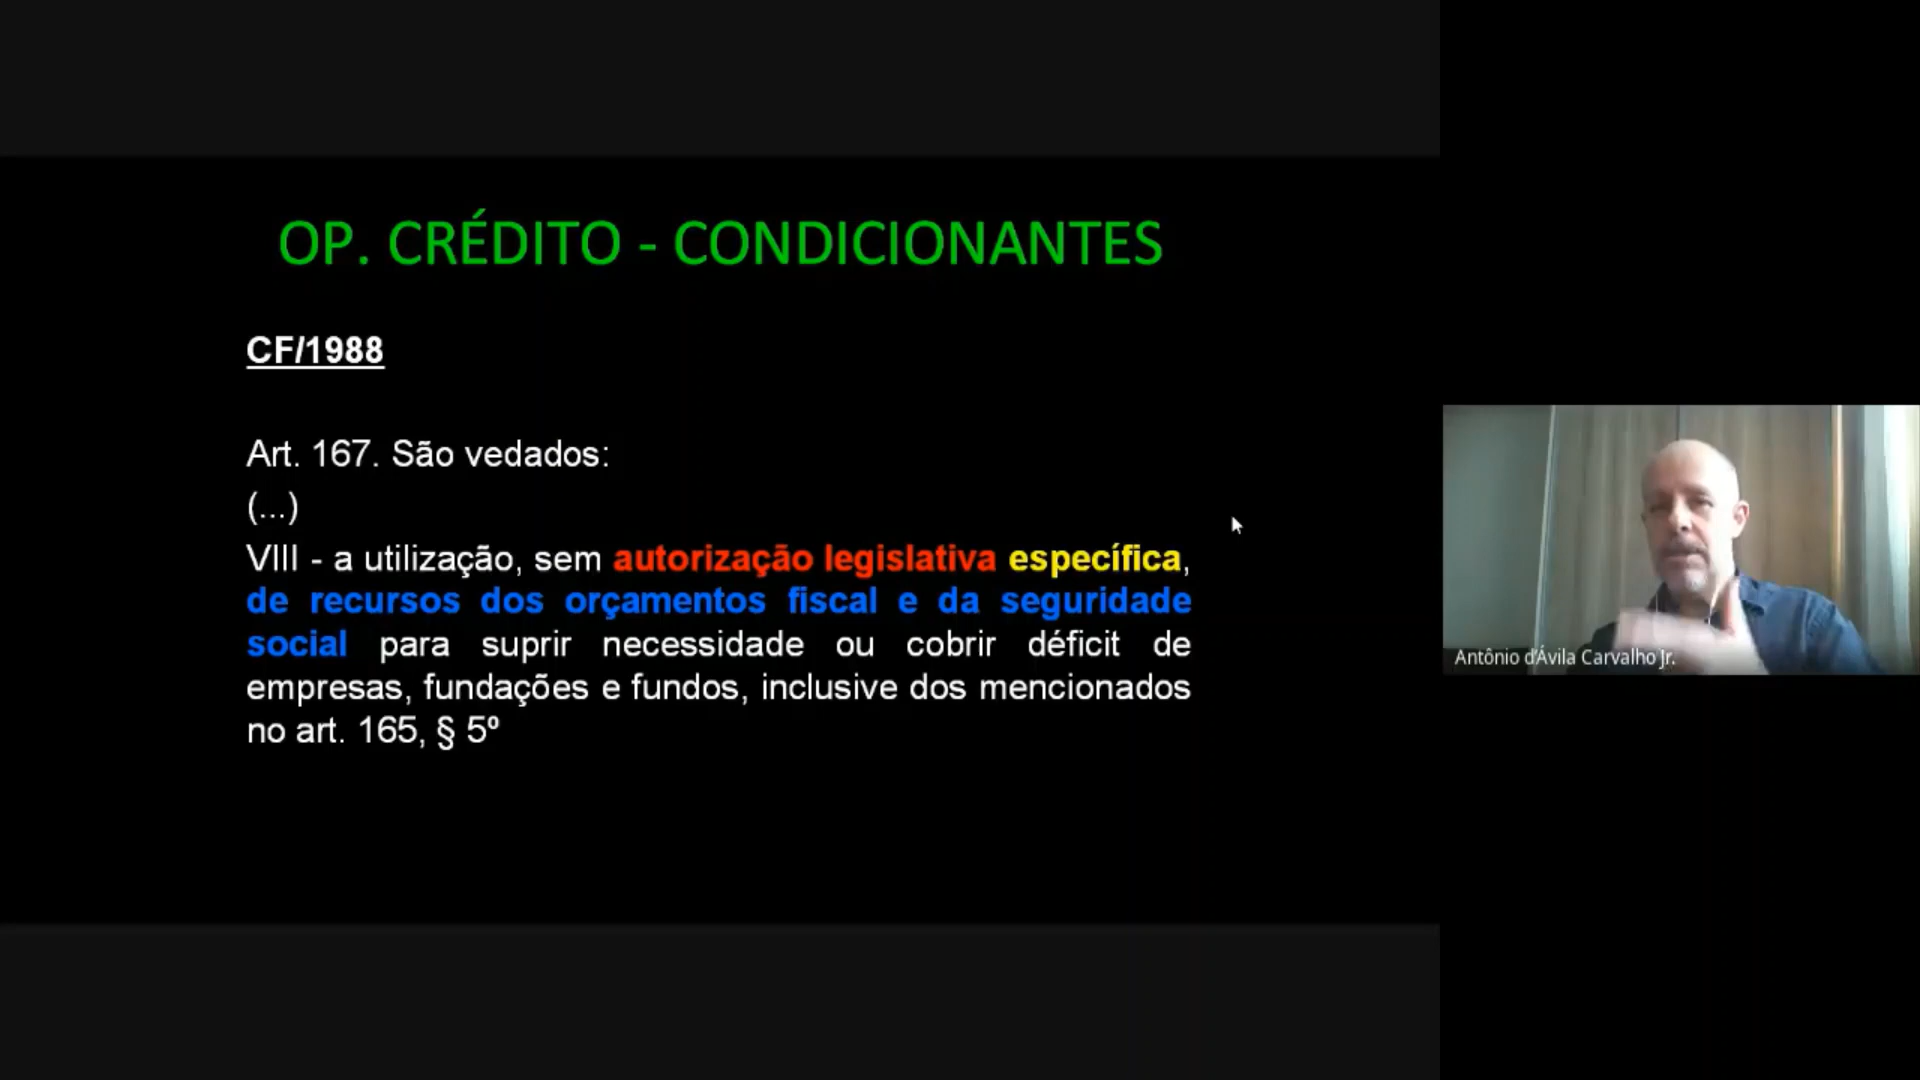 OP. CRÉDITO - CONDICIONANTES
CF/1988
Art. 167. São vedados:
(...)
VIII - a utilização, sem autorização legislativa específica,
de recursos dos orçamentos fiscal e da seguridade
social para suprir necessidade ou cobrir déficit de
empresas, fundações e fundos, inclusive dos mencionados
no art. 165, § 5º
Antônio d'Ávila Carvalho Jr.